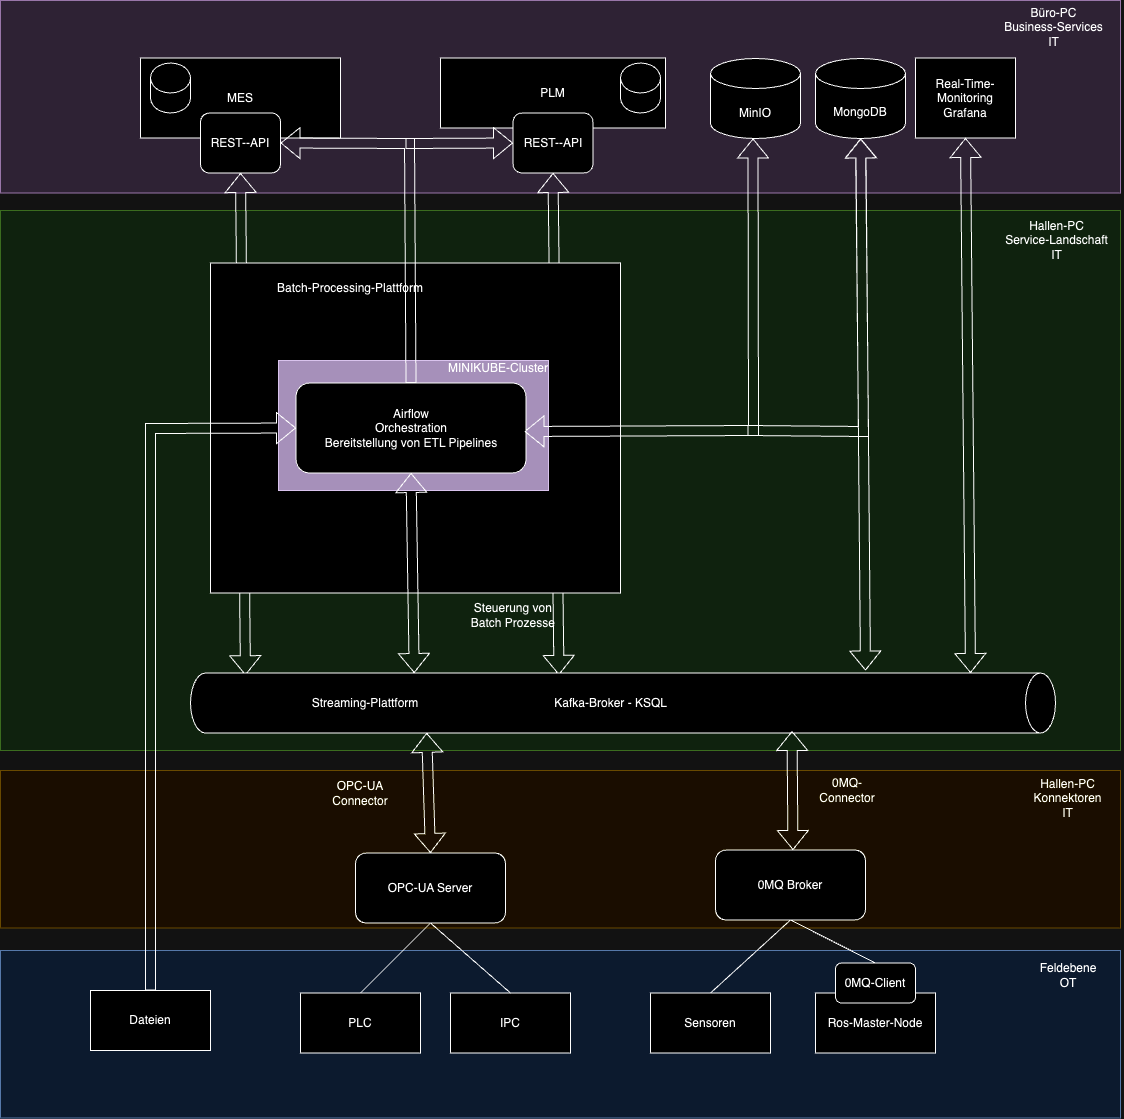 Büro-PC
Business-Services
IT
MES
REST--API
PLM
REST--API
MinIO
MongoDB
Real-Time-
Monitoring
Grafana
Hallen-PC
Service-Landschaft
IT
Batch-Processing-Plattform
MINIKUBE-Cluster
Airflow
Orchestration
Bereitstellung von ETL Pipelines
Steuerung von
Batch Prozesse
Streaming-Plattform
Kafka-Broker - KSQL
OPC-UA
Connector
0MQ-
Connector
Hallen-PC
Konnektoren
IT
OPC-UA Server
0MQ Broker
Feldebene
OT
Dateien
PLC
IPC
Sensoren
0MQ-Client
Ros-Master-Node